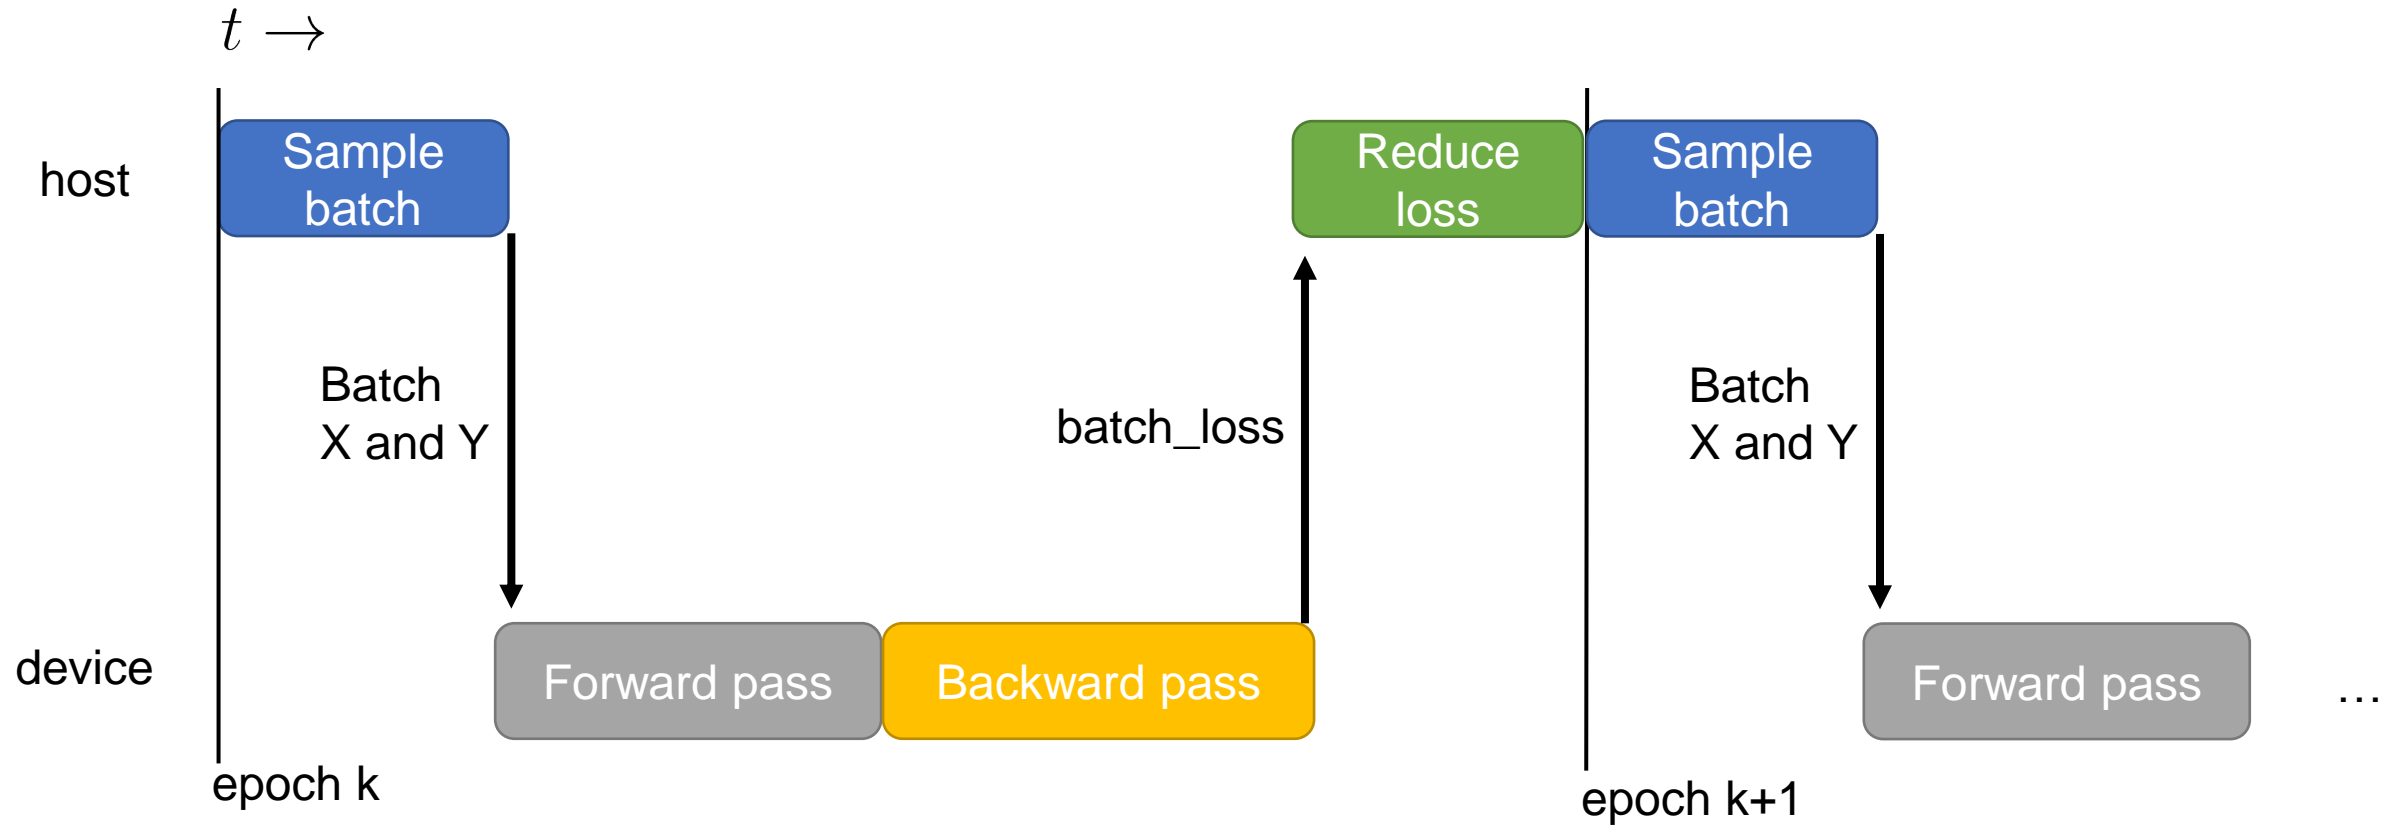 t →
host
Sample
batch
Reduce
loss
Sample
batch
Batch
X and Y
batch_loss
Batch
X and Y
device
Forward pass
Backward pass
Forward pass
…
epoch k
epoch k+1